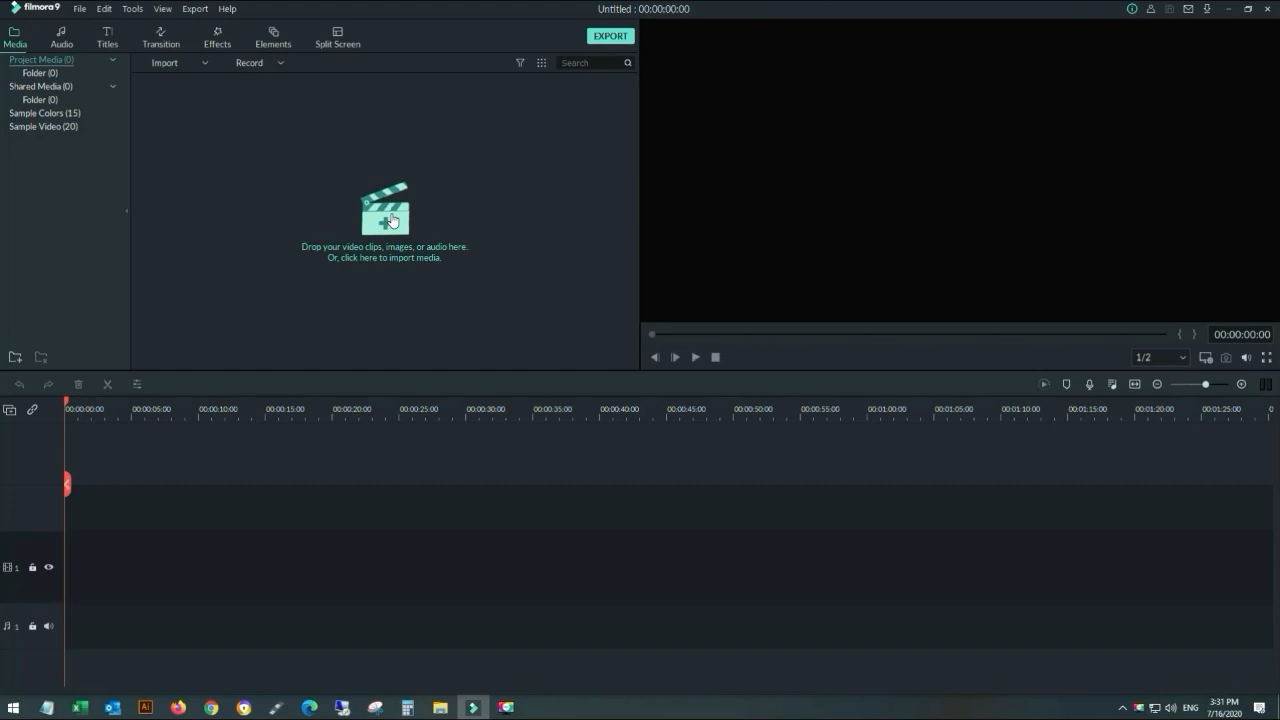 filmora9 File Edit Tools View Export Help Untitled : 00:00:00:00
Media Audio Titles Transition Effects Elements Split Screen EXPORT
Project Media (0)
Folder (0)
Shared Media (0)
Folder (0)
Sample Colors (15)
Sample Video (20)
Import Record Search
Drop your video clips, images, or audio here.
Or, click here to import media.
00:00:00:00
1/2
00:00:00:00 00:00:05:00 00:00:10:00 00:00:15:00 00:00:20:00 00:00:25:00 00:00:30:00 00:00:35:00 00:00:40:00 00:00:45:00 00:00:50:00 00:00:55:00 00:01:00:00 00:01:05:00 00:01:10:00 00:01:15:00 00:01:20:00 00:01:25:00 0
1
1
Ai
ENG
3:31 PM
7/16/2020